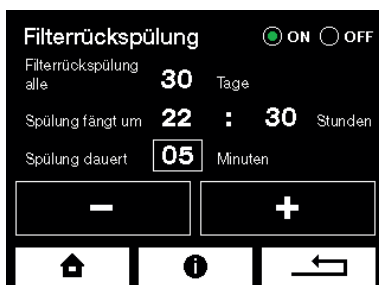 Filterrückspülung ON OFF
Filterrückspülung
alle 30 Tage
Spülung fängt um 22 : 30 Stunden
Spülung dauert 05 Minuten
− +